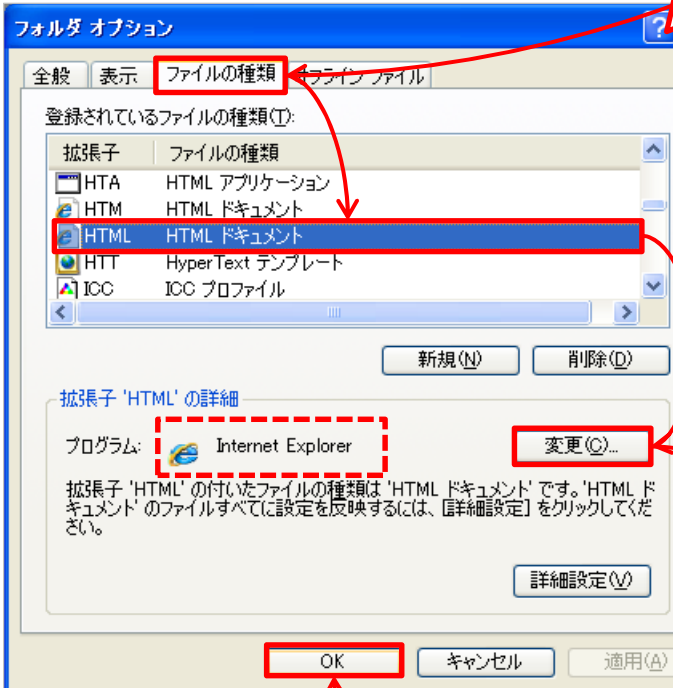 フォルダ オプション
?
全般 表示 ファイルの種類 オフライン ファイル
登録されているファイルの種類(T):
拡張子 ファイルの種類
HTA HTML アプリケーション
HTM HTML ドキュメント
HTML HTML ドキュメント
HTT HyperText テンプレート
ICC ICC プロファイル
新規(N) 削除(D)
拡張子 'HTML' の詳細
プログラム: Internet Explorer 変更(C)...
拡張子 'HTML' の付いたファイルの種類は 'HTML ドキュメント' です。'HTML ド
キュメント' のファイルすべてに設定を反映するには、[詳細設定] をクリックしてくだ
さい。
詳細設定(V)
OK キャンセル 適用(A)